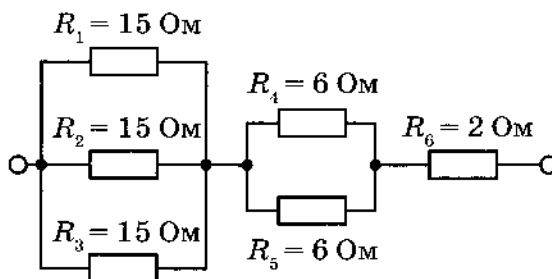 R₁ = 15 Ом
R₂ = 15 Ом
R₃ = 15 Ом
R₄ = 6 Ом
R₅ = 6 Ом
R₆ = 2 Ом